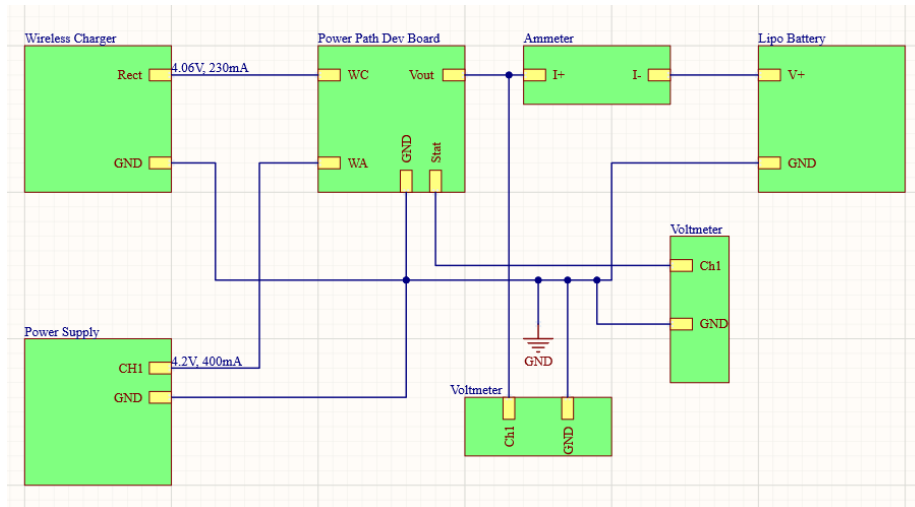 Wireless Charger
Power Path Dev Board
Ammeter
Lipo Battery
Rect
4.06V, 230mA
WC
Vout
I+
I-
V+
GND
WA
GND
Stat
GND
Voltmeter
Ch1
GND
Power Supply
CH1
4.2V, 400mA
GND
GND
Voltmeter
Ch1
GND